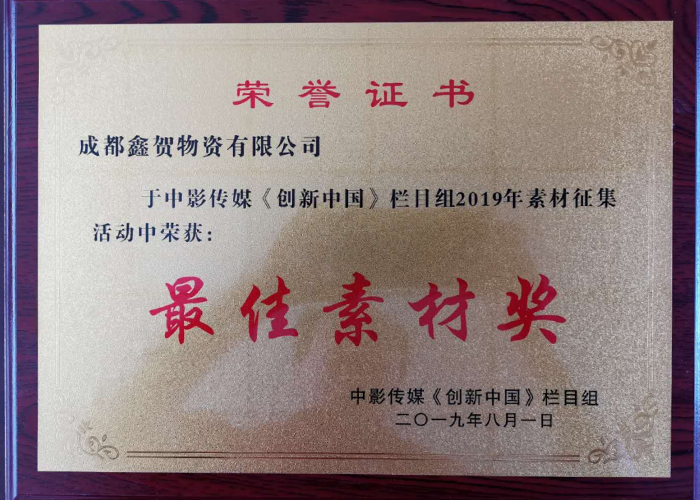 荣誉证书
成都鑫贺物资有限公司
于中影传媒《创新中国》栏目组2019年素材征集
活动中荣获：
最佳素材奖
中影传媒《创新中国》栏目组
二〇一九年八月一日